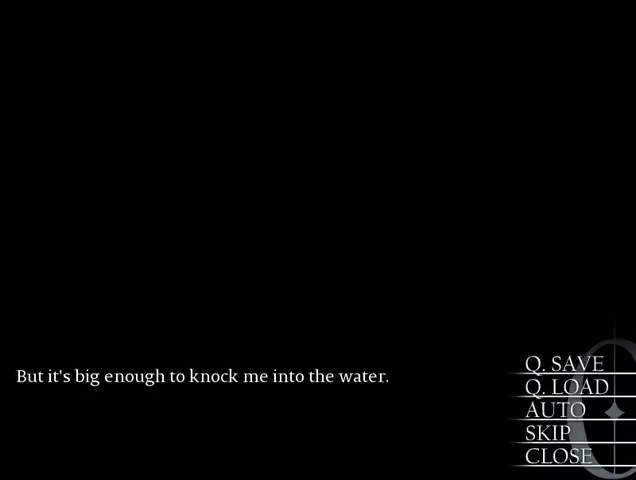 But it's big enough to knock me into the water.
Q. SAVE
Q. LOAD
AUTO
SKIP
CLOSE